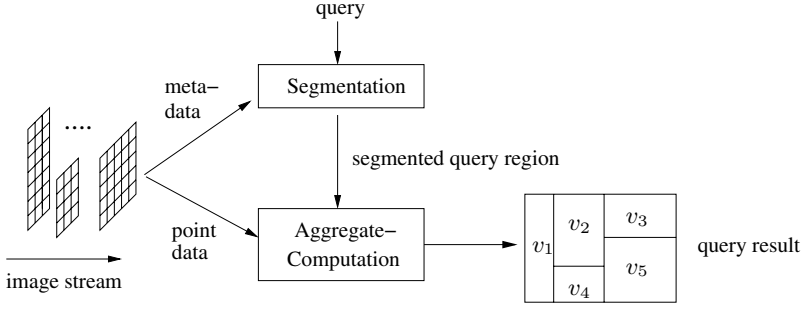 query
Segmentation
meta−
data
....
segmented query region
point
data
Aggregate−
Computation
image stream
v1
v2
v3
v4
v5
query result